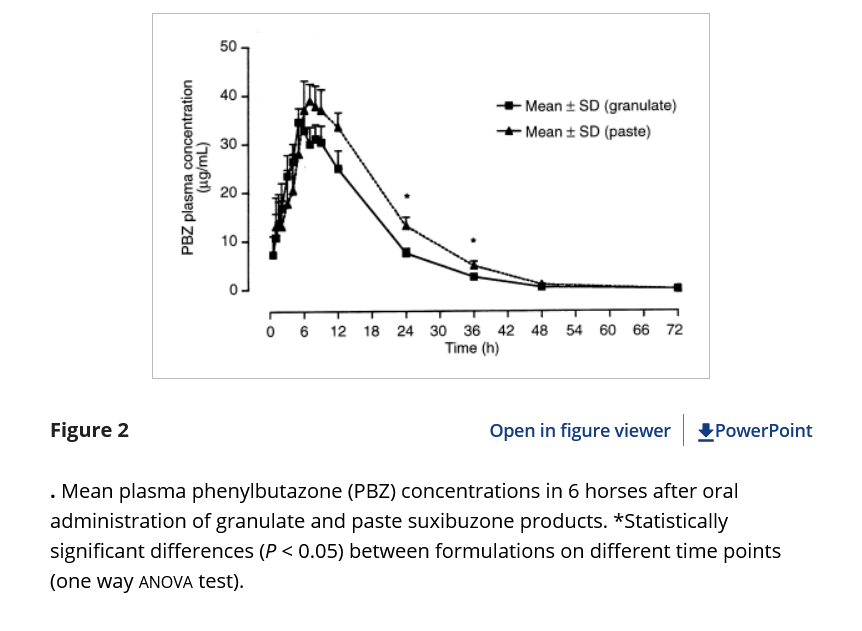 50
40
30
20
10
0
PBZ plasma concentration
(µg/mL)
Mean ± SD (granulate)
Mean ± SD (paste)
*
*
0 6 12 18 24 30 36 42 48 54 60 66 72
Time (h)
Figure 2
Open in figure viewer
PowerPoint
. Mean plasma phenylbutazone (PBZ) concentrations in 6 horses after oral
administration of granulate and paste suxibuzone products. *Statistically
significant differences (P < 0.05) between formulations on different time points
(one way ANOVA test).